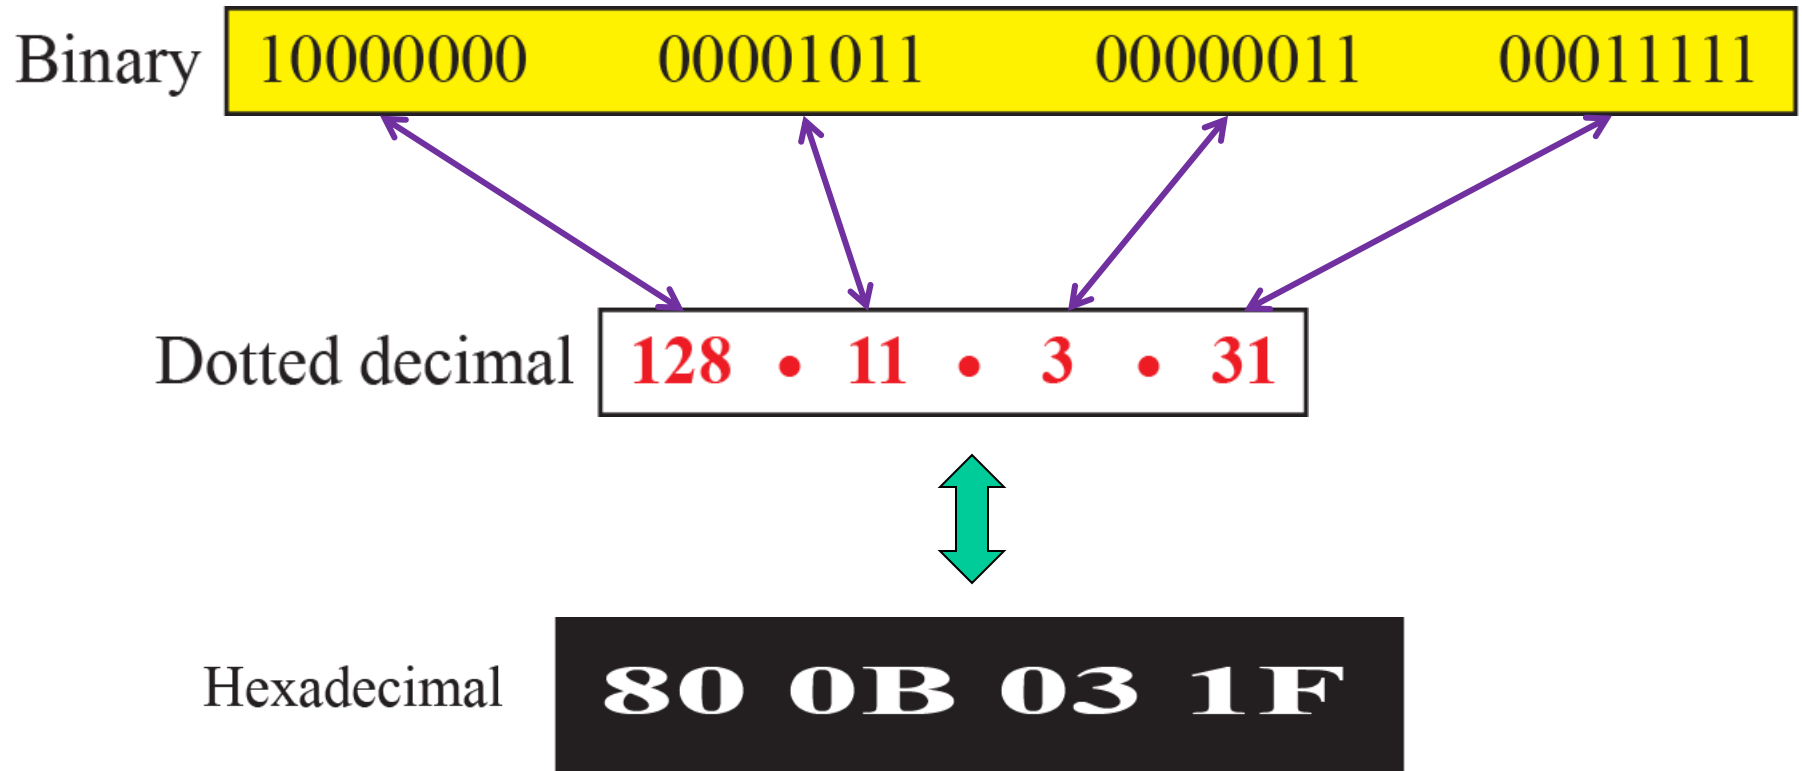 Binary 10000000 00001011 00000011 00011111
Dotted decimal 128 • 11 • 3 • 31
Hexadecimal 80 0B 03 1F